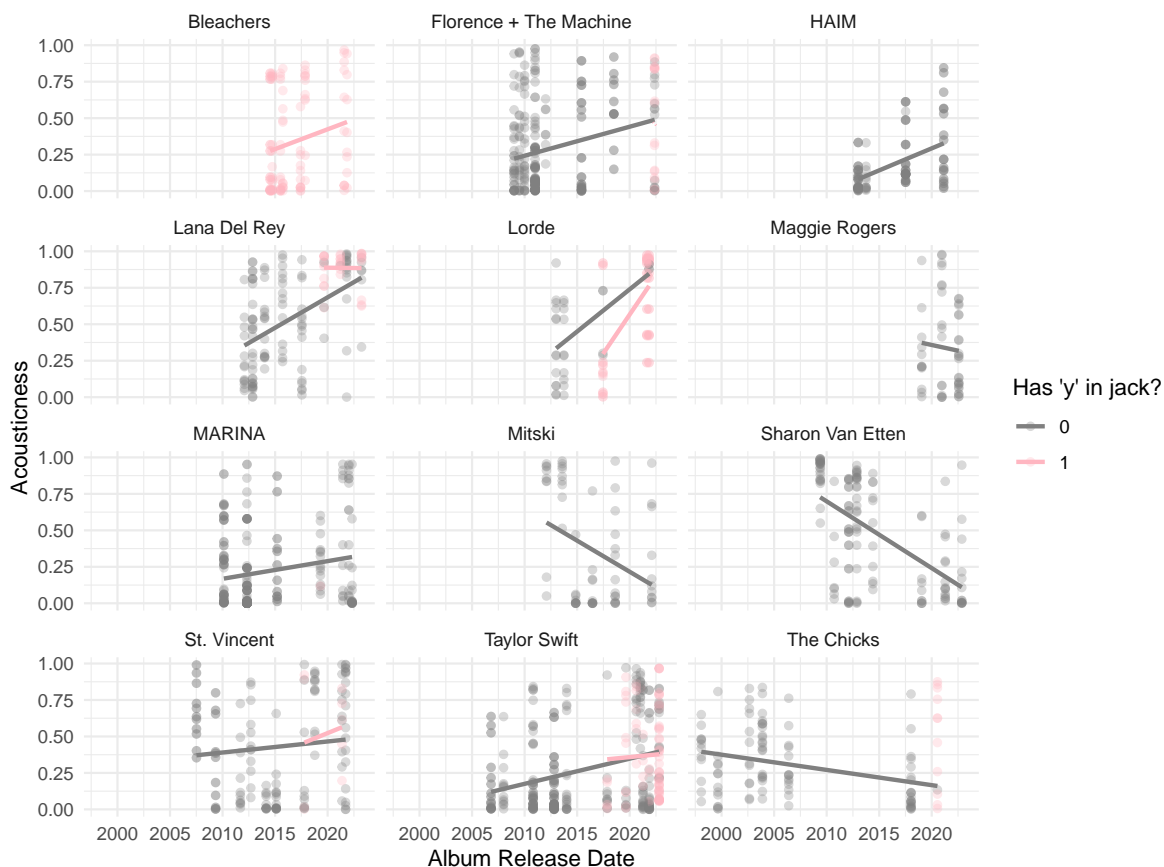 Bleachers Florence + The Machine HAIM
1.00
0.75
0.50
0.25
0.00
Lana Del Rey Lorde Maggie Rogers
1.00
0.75
0.50
0.25
0.00
MARINA Mitski Sharon Van Etten
1.00
0.75
0.50
0.25
0.00
St. Vincent Taylor Swift The Chicks
1.00
0.75
0.50
0.25
0.00
2000 2005 2010 2015 2020 2000 2005 2010 2015 2020 2000 2005 2010 2015 2020
Album Release Date
Acousticness
Has 'y' in jack?
0
1